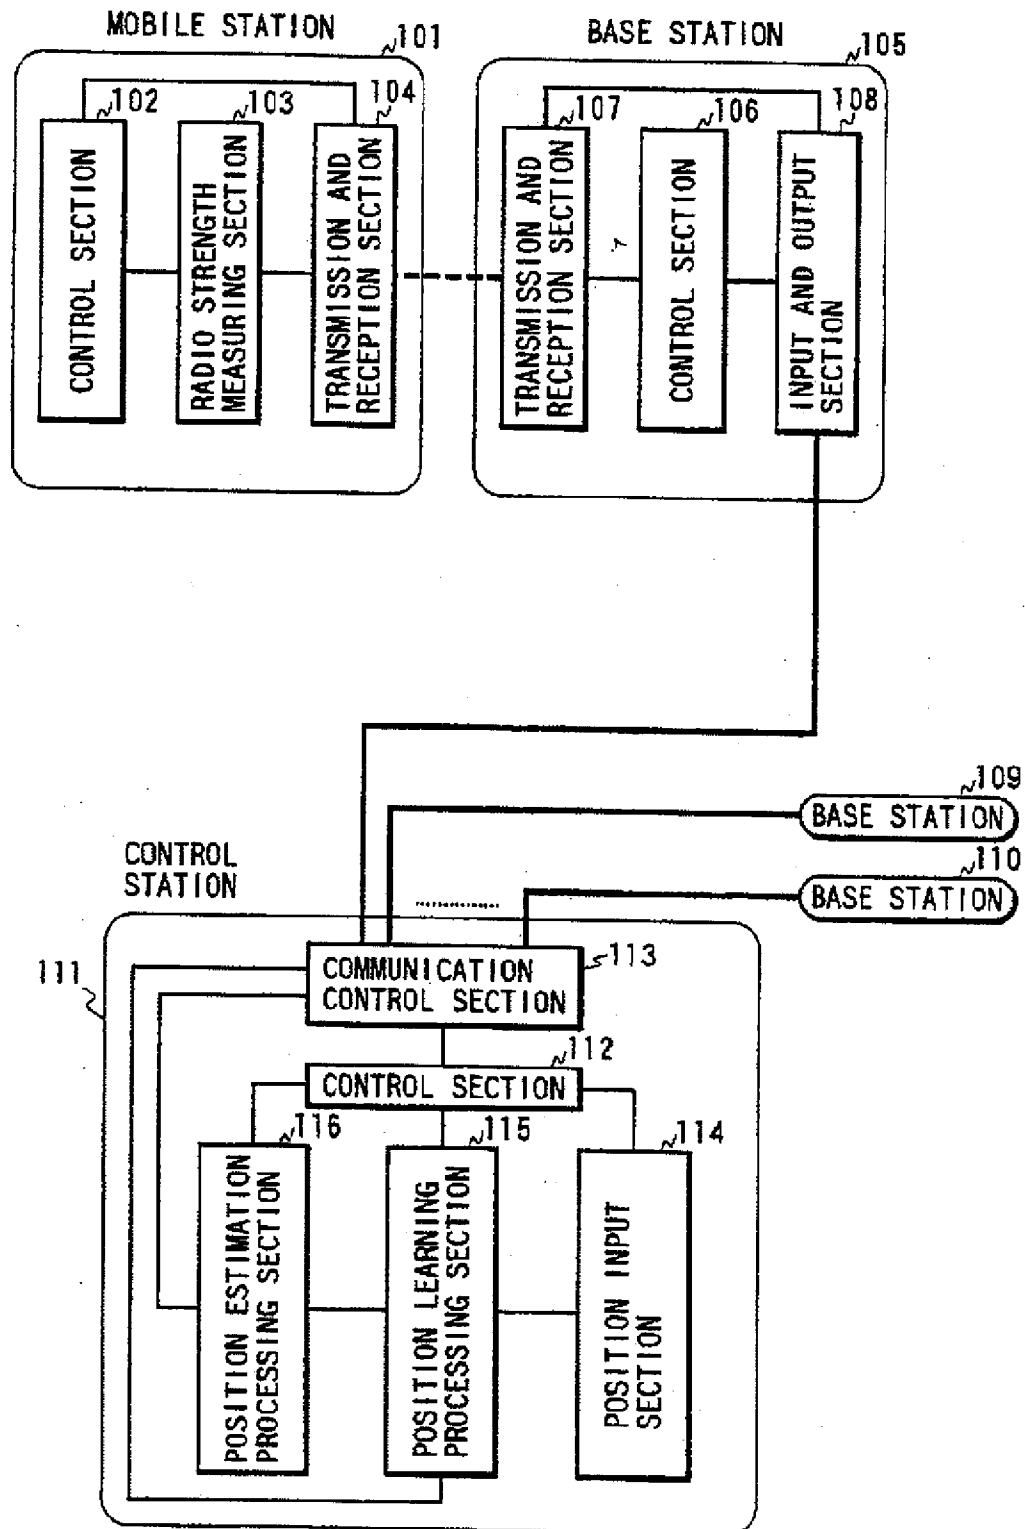 MOBILE STATION
101
102
103
104
CONTROL SECTION
RADIO STRENGTH
MEASURING SECTION
TRANSMISSION AND
RECEPTION SECTION
BASE STATION
105
107
106
108
TRANSMISSION AND
RECEPTION SECTION
CONTROL SECTION
INPUT AND OUTPUT
SECTION
109
BASE STATION
110
BASE STATION
CONTROL
STATION
111
COMMUNICATION
CONTROL SECTION
113
112
CONTROL SECTION
116
115
114
POSITION ESTIMATION
PROCESSING SECTION
POSITION LEARNING
PROCESSING SECTION
POSITION INPUT
SECTION